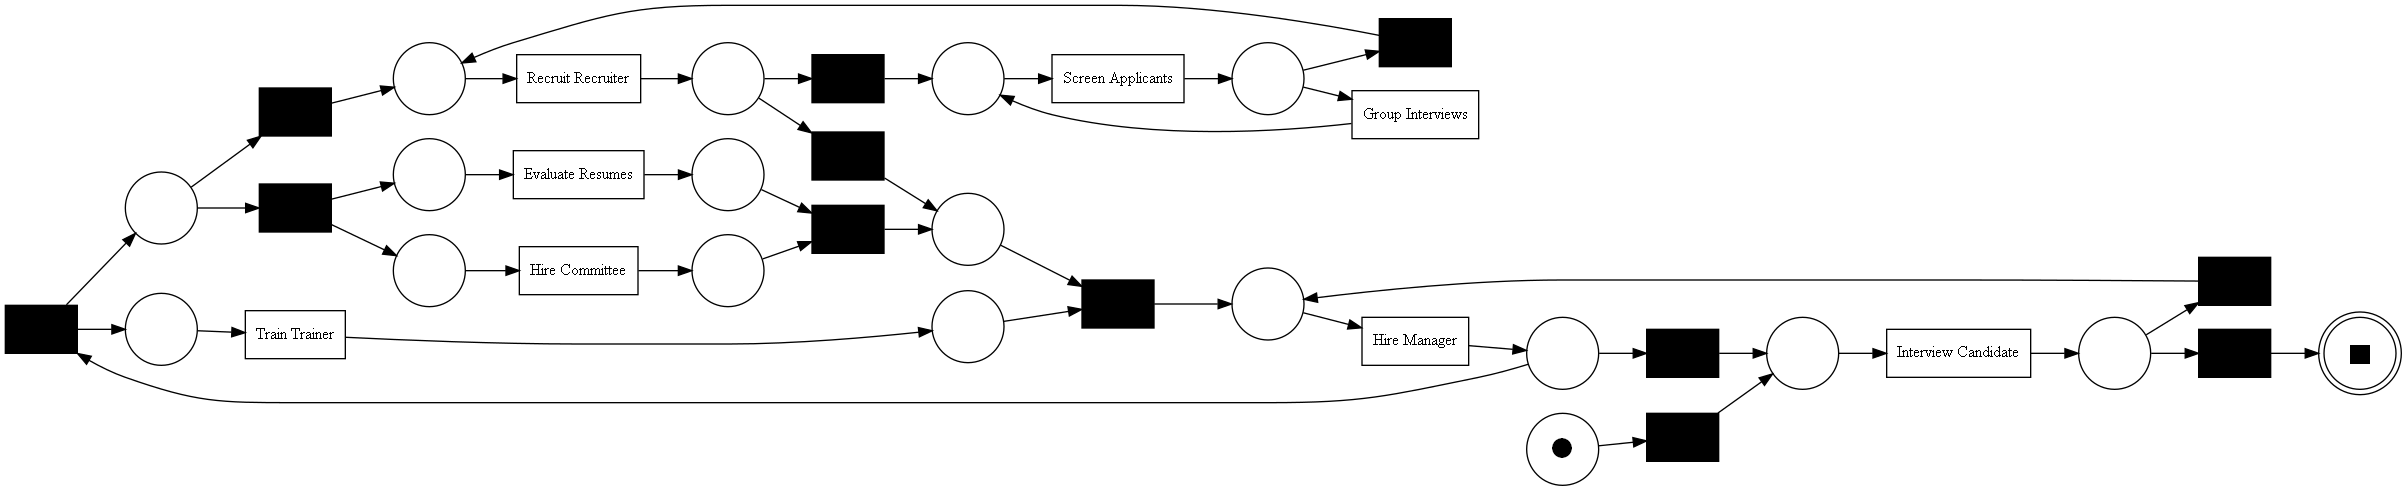 Recruit Recruiter
Screen Applicants
Group Interviews
Evaluate Resumes
Hire Committee
Train Trainer
Hire Manager
Interview Candidate